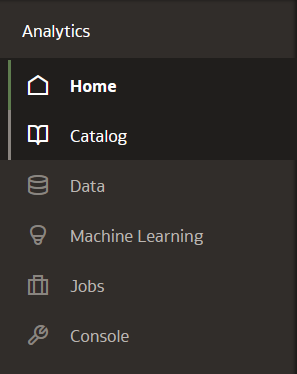 Analytics
Home
Catalog
Data
Machine Learning
Jobs
Console